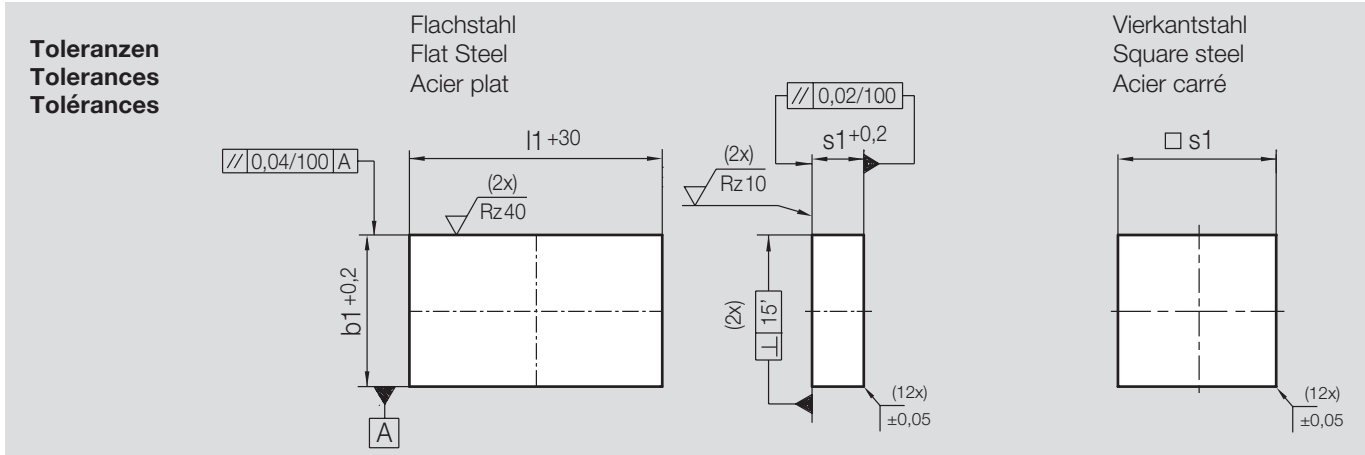 Toleranzen
Tolerances
Tolérances
Flachstahl
Flat Steel
Acier plat
Vierkantstahl
Square steel
Acier carré
// 0,04/100 A
l1 +30
(2x)
Rz40
b1 +0,2
A
// 0,02/100
s1 +0,2
(2x)
Rz10
(2x)
⊥ 15'
(12x)
±0,05
□ s1
(12x)
±0,05